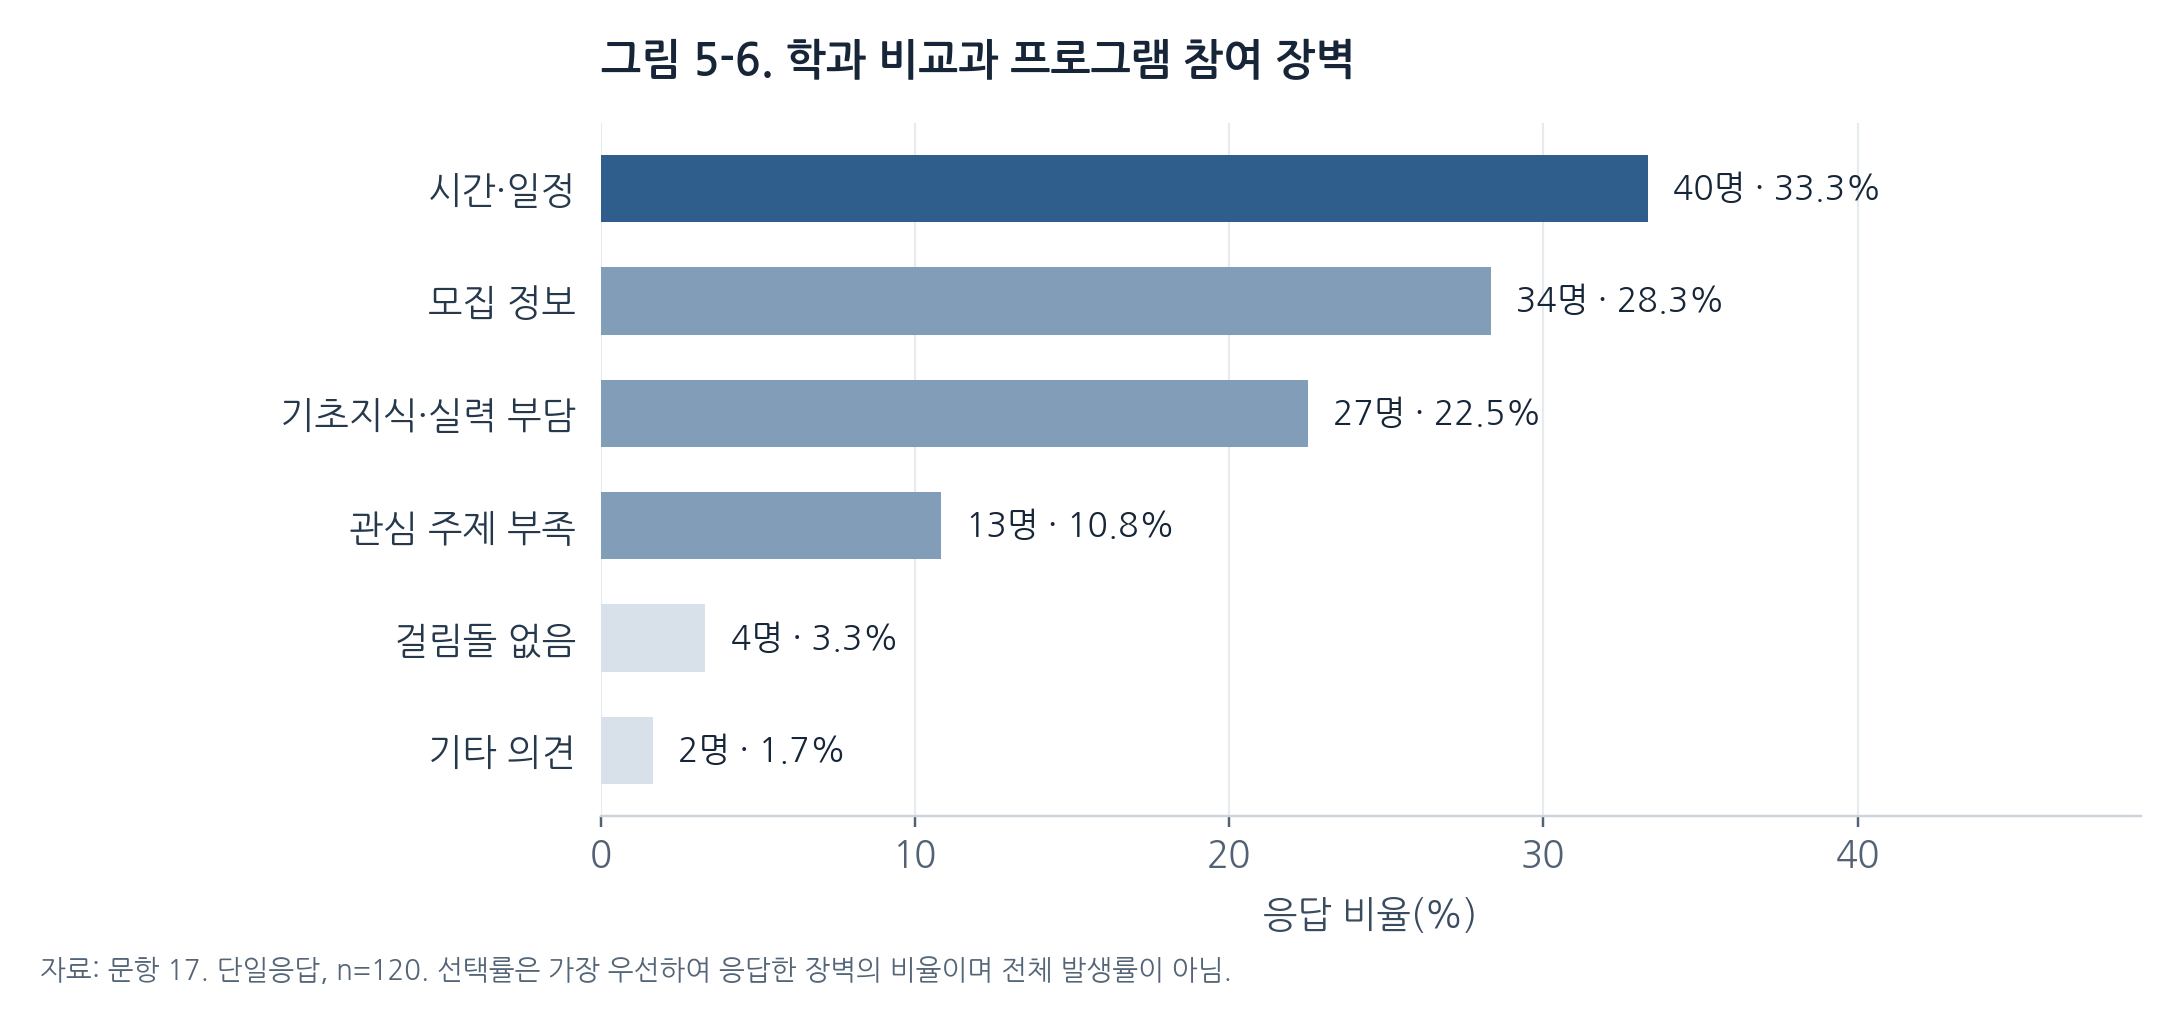 그림 5-6. 학과 비교과 프로그램 참여 장벽
시간·일정 40명 · 33.3%
모집 정보 34명 · 28.3%
기초지식·실력 부담 27명 · 22.5%
관심 주제 부족 13명 · 10.8%
걸림돌 없음 4명 · 3.3%
기타 의견 2명 · 1.7%
0 10 20 30 40
응답 비율(%)
자료: 문항 17. 단일응답, n=120. 선택률은 가장 우선하여 응답한 장벽의 비율이며 전체 발생률이 아님.